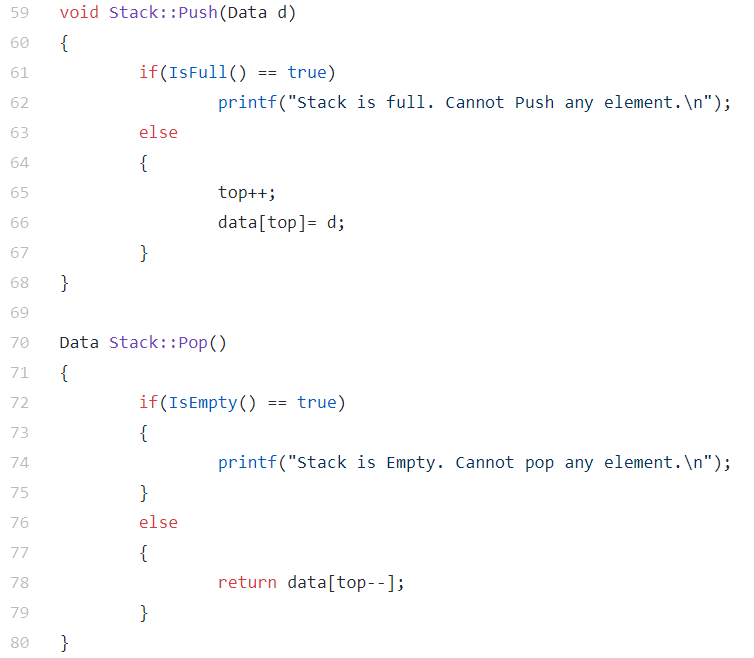 59 void Stack::Push(Data d)
60 {
61         if(IsFull() == true)
62                 printf("Stack is full. Cannot Push any element.\n");
63         else
64         {
65                 top++;
66                 data[top]= d;
67         }
68 }
69
70 Data Stack::Pop()
71 {
72         if(IsEmpty() == true)
73         {
74                 printf("Stack is Empty. Cannot pop any element.\n");
75         }
76         else
77         {
78                 return data[top--];
79         }
80 }